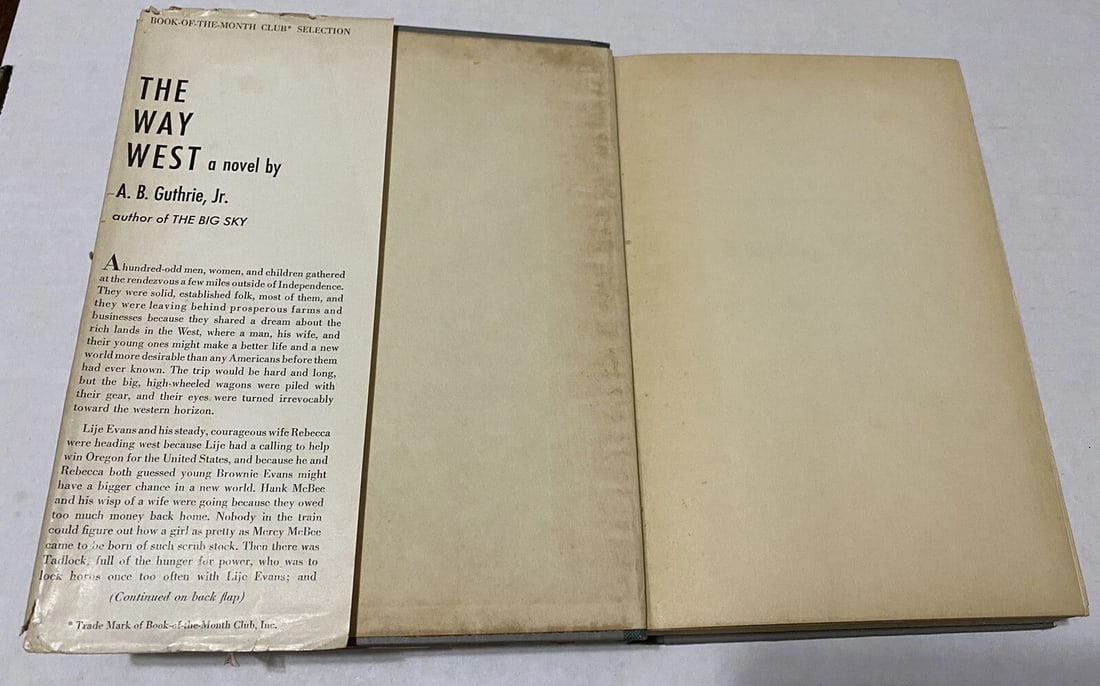 BOOK-OF-THE-MONTH CLUB* SELECTION
THE
WAY
WEST a novel by
A. B. Guthrie, Jr.
author of THE BIG SKY
A hundred-odd men, women, and children gathered
at the rendezvous a few miles outside of Independence.
They were solid, established folk, most of them, and
they were leaving behind prosperous farms and
businesses because they shared a dream about the
rich lands in the West, where a man, his wife, and
their young ones might make a better life and a new
world more desirable than any Americans before them
had ever known. The trip would be hard and long,
but the big, high-wheeled wagons were piled with
their gear, and their eyes were turned irrevocably
toward the western horizon.
Lije Evans and his steady, courageous wife Rebecca
were heading west because Lije had a calling to help
win Oregon for the United States, and because he and
Rebecca both guessed young Brownie Evans might
have a bigger chance in a new world. Hank McBee
and his wisp of a wife were going because they owed
too much money back home. Nobody in the train
could figure out how a girl as pretty as Mercy McBee
came to be born of such scrub stock. Then there was
Tadlock, full of the hunger for power, who was to
lock horns once too often with Lije Evans; and
(Continued on back flap)
* Trade Mark of Book-of-the-Month Club, Inc.